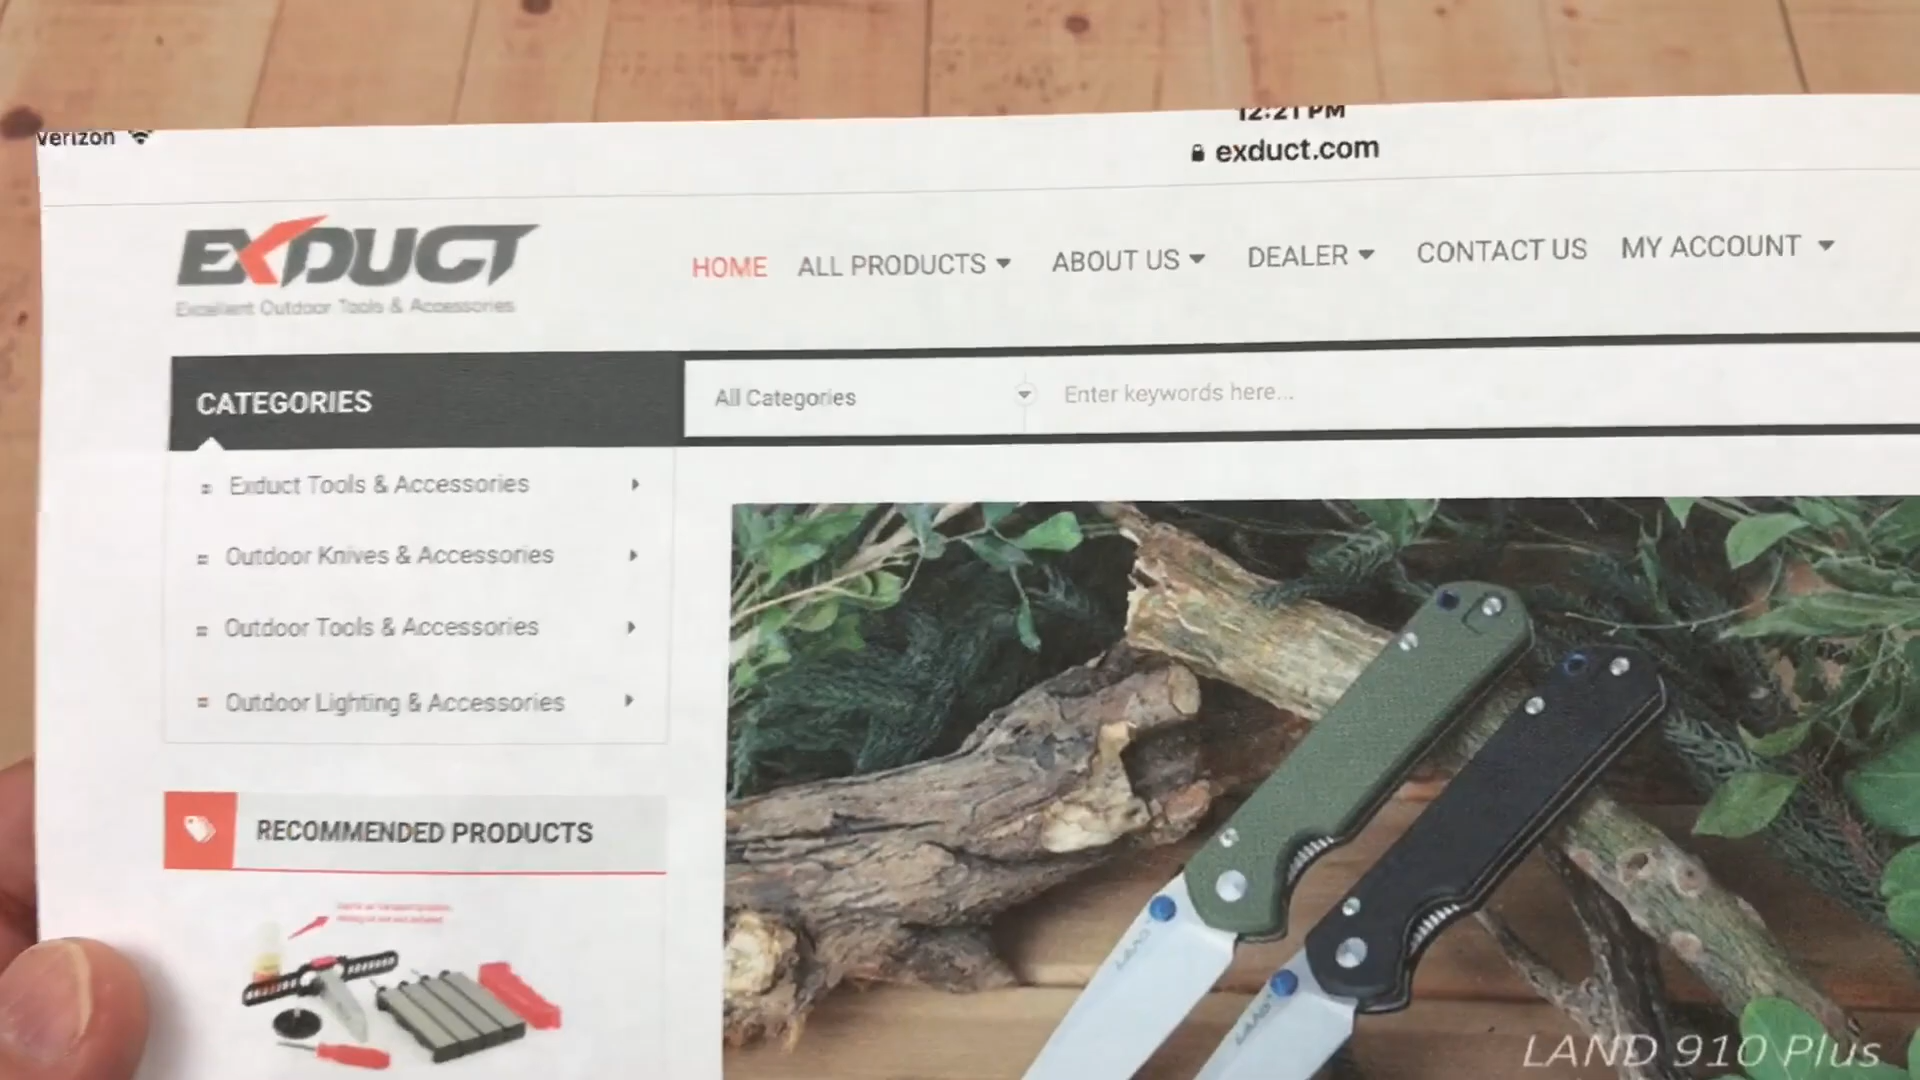 verizon
12:21 PM
exduct.com
EXDUCT
Excellent Outdoor Tools & Accessories
HOME ALL PRODUCTS ABOUT US DEALER CONTACT US MY ACCOUNT
CATEGORIES
All Categories
Enter keywords here...
Exduct Tools & Accessories
Outdoor Knives & Accessories
Outdoor Tools & Accessories
Outdoor Lighting & Accessories
RECOMMENDED PRODUCTS
LAND
LAND
LAND 910 Plus